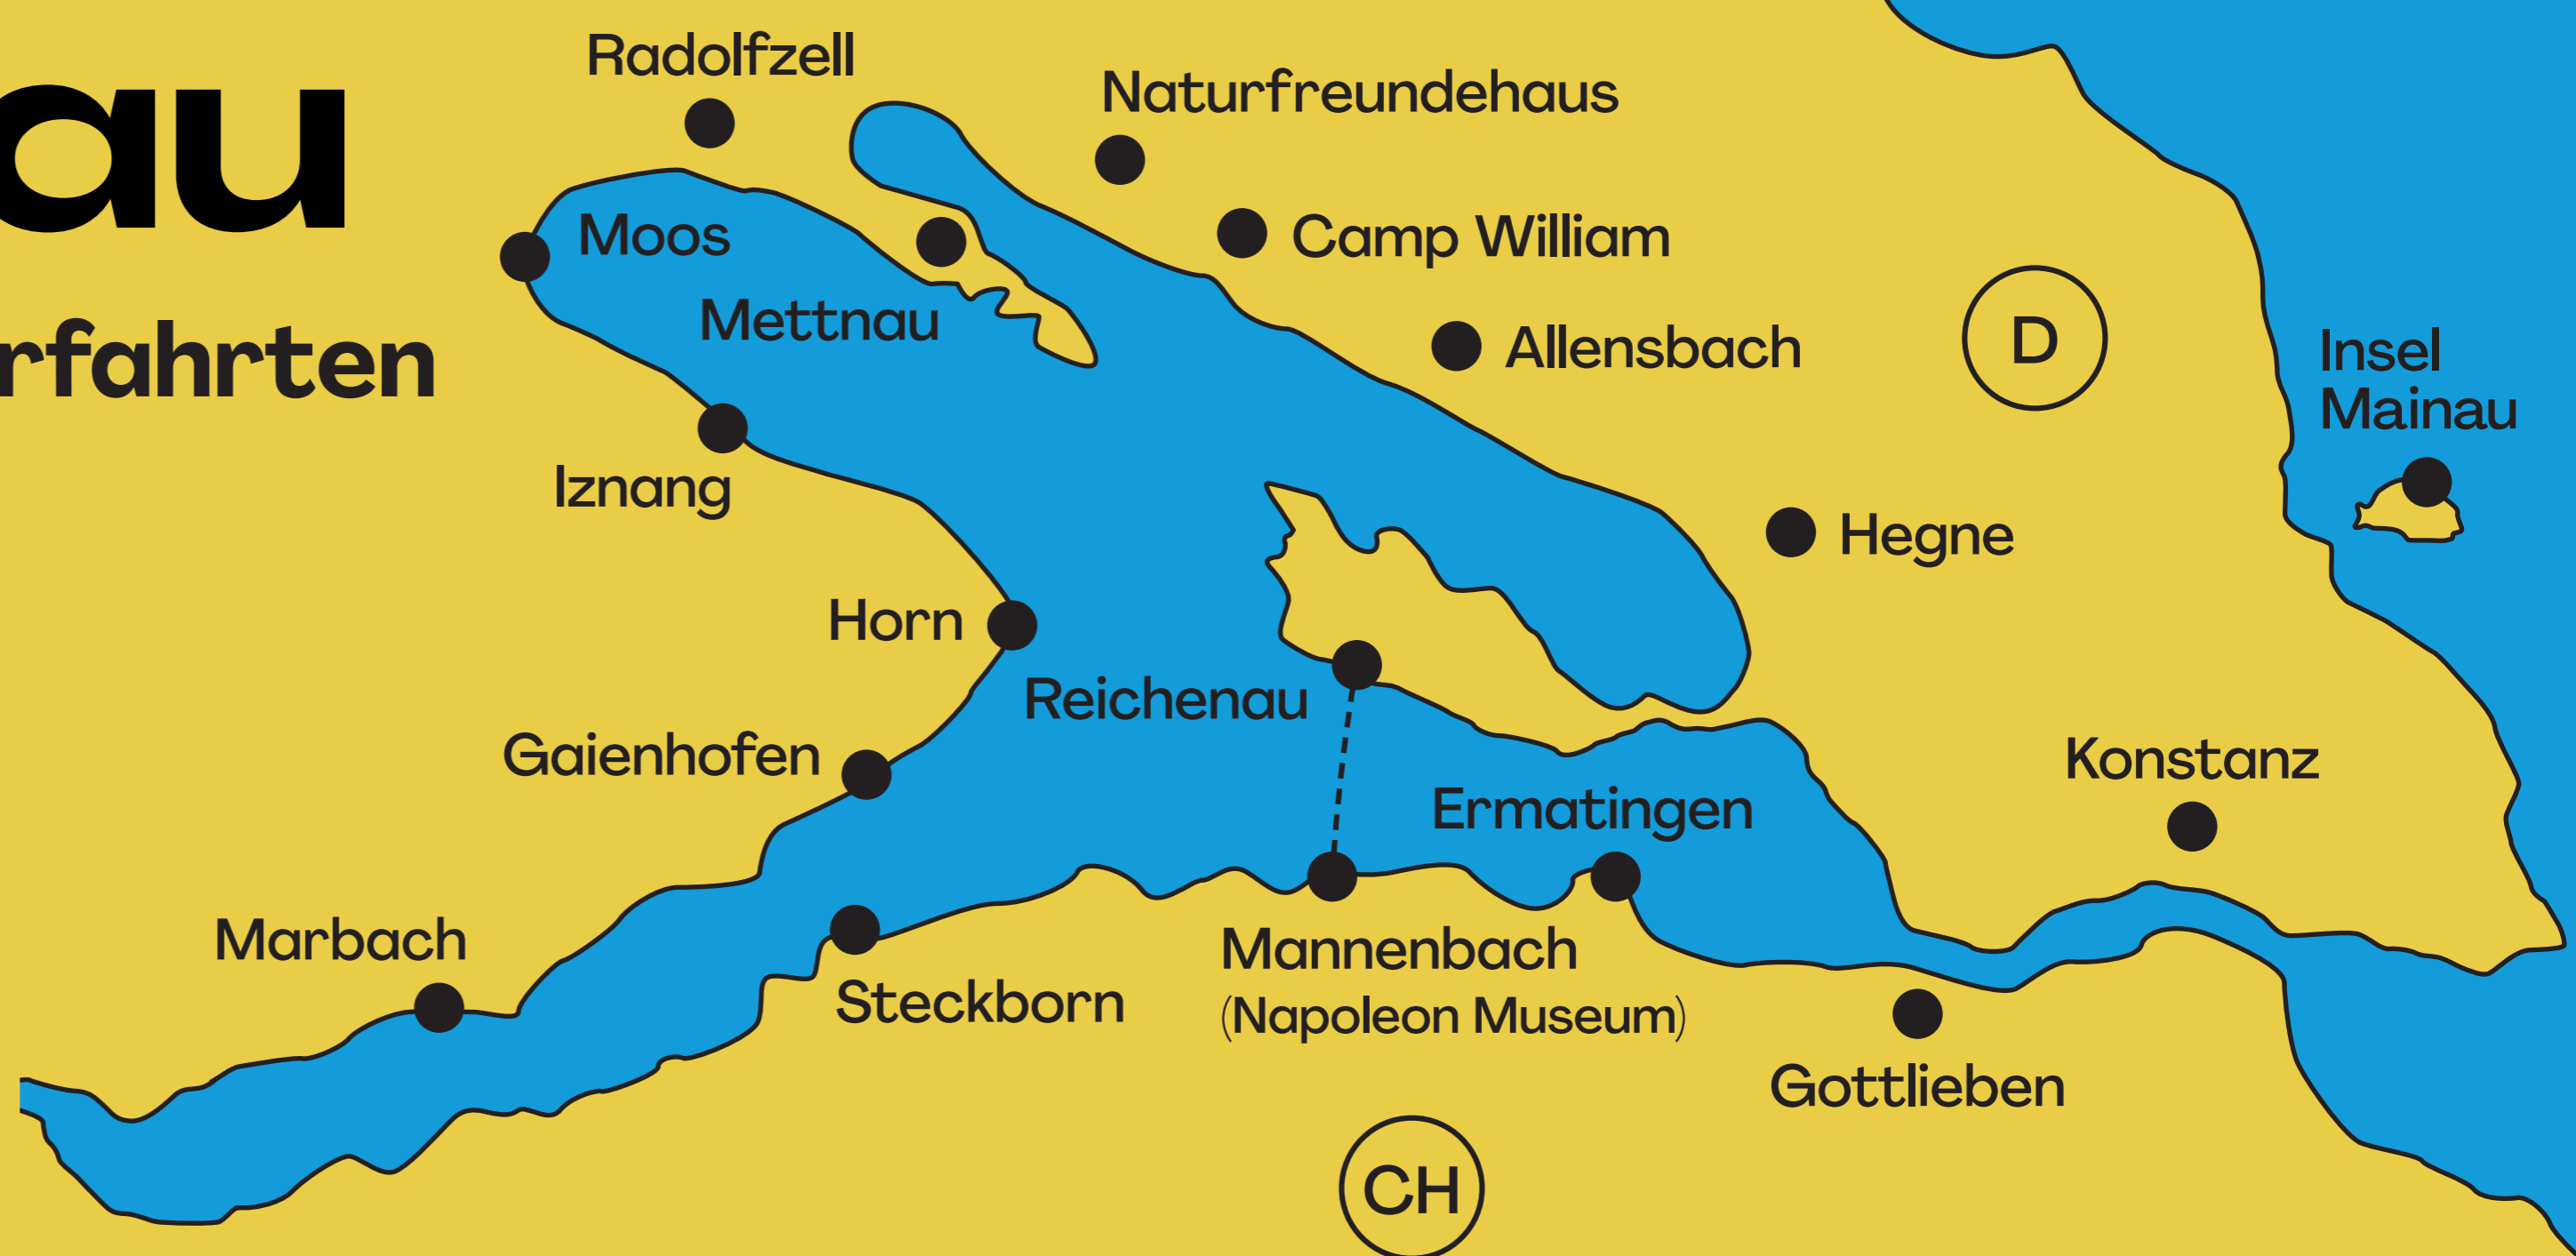 au
rfahrten
Radolfzell
Naturfreundehaus
Moos
Camp William
Mettnau
Allensbach
D
Insel
Mainau
Iznang
Hegne
Horn
Reichenau
Gaienhofen
Konstanz
Ermatingen
Marbach
Steckborn
Mannenbach
(Napoleon Museum)
Gottlieben
CH